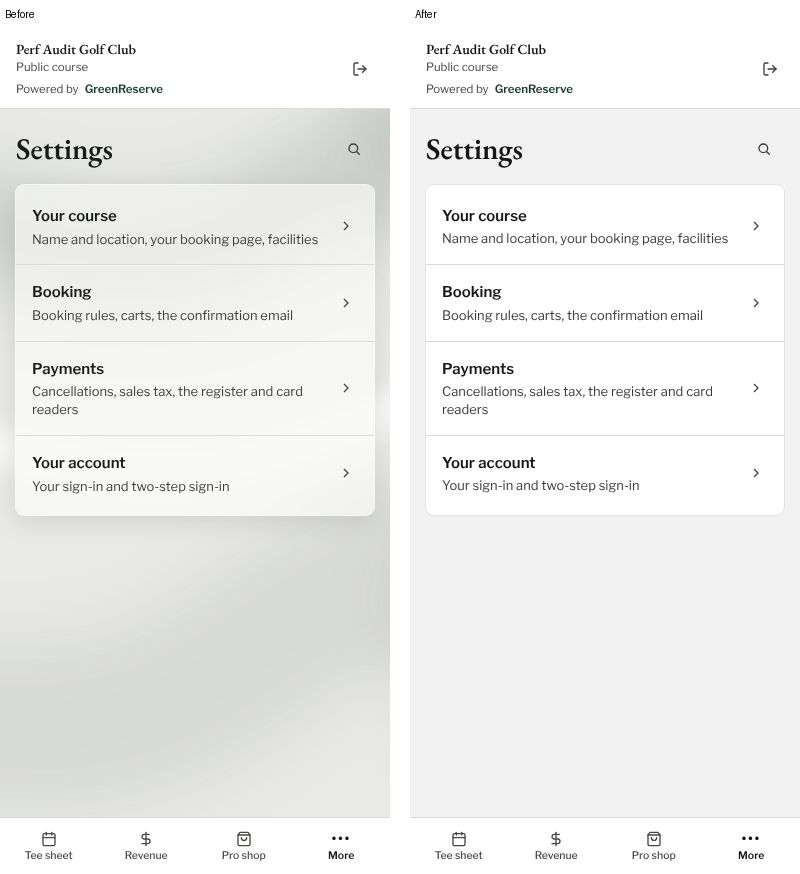 Before
Perf Audit Golf Club
Public course
Powered by GreenReserve
Settings
Your course
Name and location, your booking page, facilities
Booking
Booking rules, carts, the confirmation email
Payments
Cancellations, sales tax, the register and card
readers
Your account
Your sign-in and two-step sign-in
Tee sheet
Revenue
Pro shop
More
After
Perf Audit Golf Club
Public course
Powered by GreenReserve
Settings
Your course
Name and location, your booking page, facilities
Booking
Booking rules, carts, the confirmation email
Payments
Cancellations, sales tax, the register and card
readers
Your account
Your sign-in and two-step sign-in
Tee sheet
Revenue
Pro shop
More